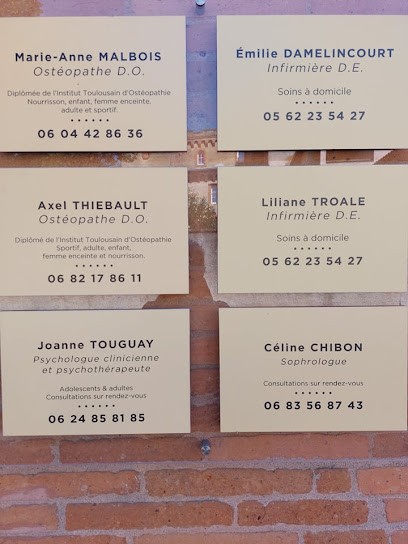 Marie-Anne MALBOIS
Ostéopathe D.O.
Diplômée de l'Institut Toulousain d'Ostéopathie
Nourrisson, enfant, femme enceinte,
adulte et sportif.
06 04 42 86 36
Émilie DAMELINCOURT
Infirmière D.E.
Soins à domicile
05 62 23 54 27
Axel THIEBAULT
Ostéopathe D.O.
Diplômé de l'Institut Toulousain d'Ostéopathie
Sportif, adulte, enfant,
femme enceinte et nourrisson.
06 82 17 86 11
Liliane TROALE
Infirmière D.E.
Soins à domicile
05 62 23 54 27
Joanne TOUGUAY
Psychologue clinicienne
et psychothérapeute
Adolescents & adultes
Consultations sur rendez-vous
06 24 85 81 85
Céline CHIBON
Sophrologue
Consultations sur rendez-vous
06 83 56 87 43